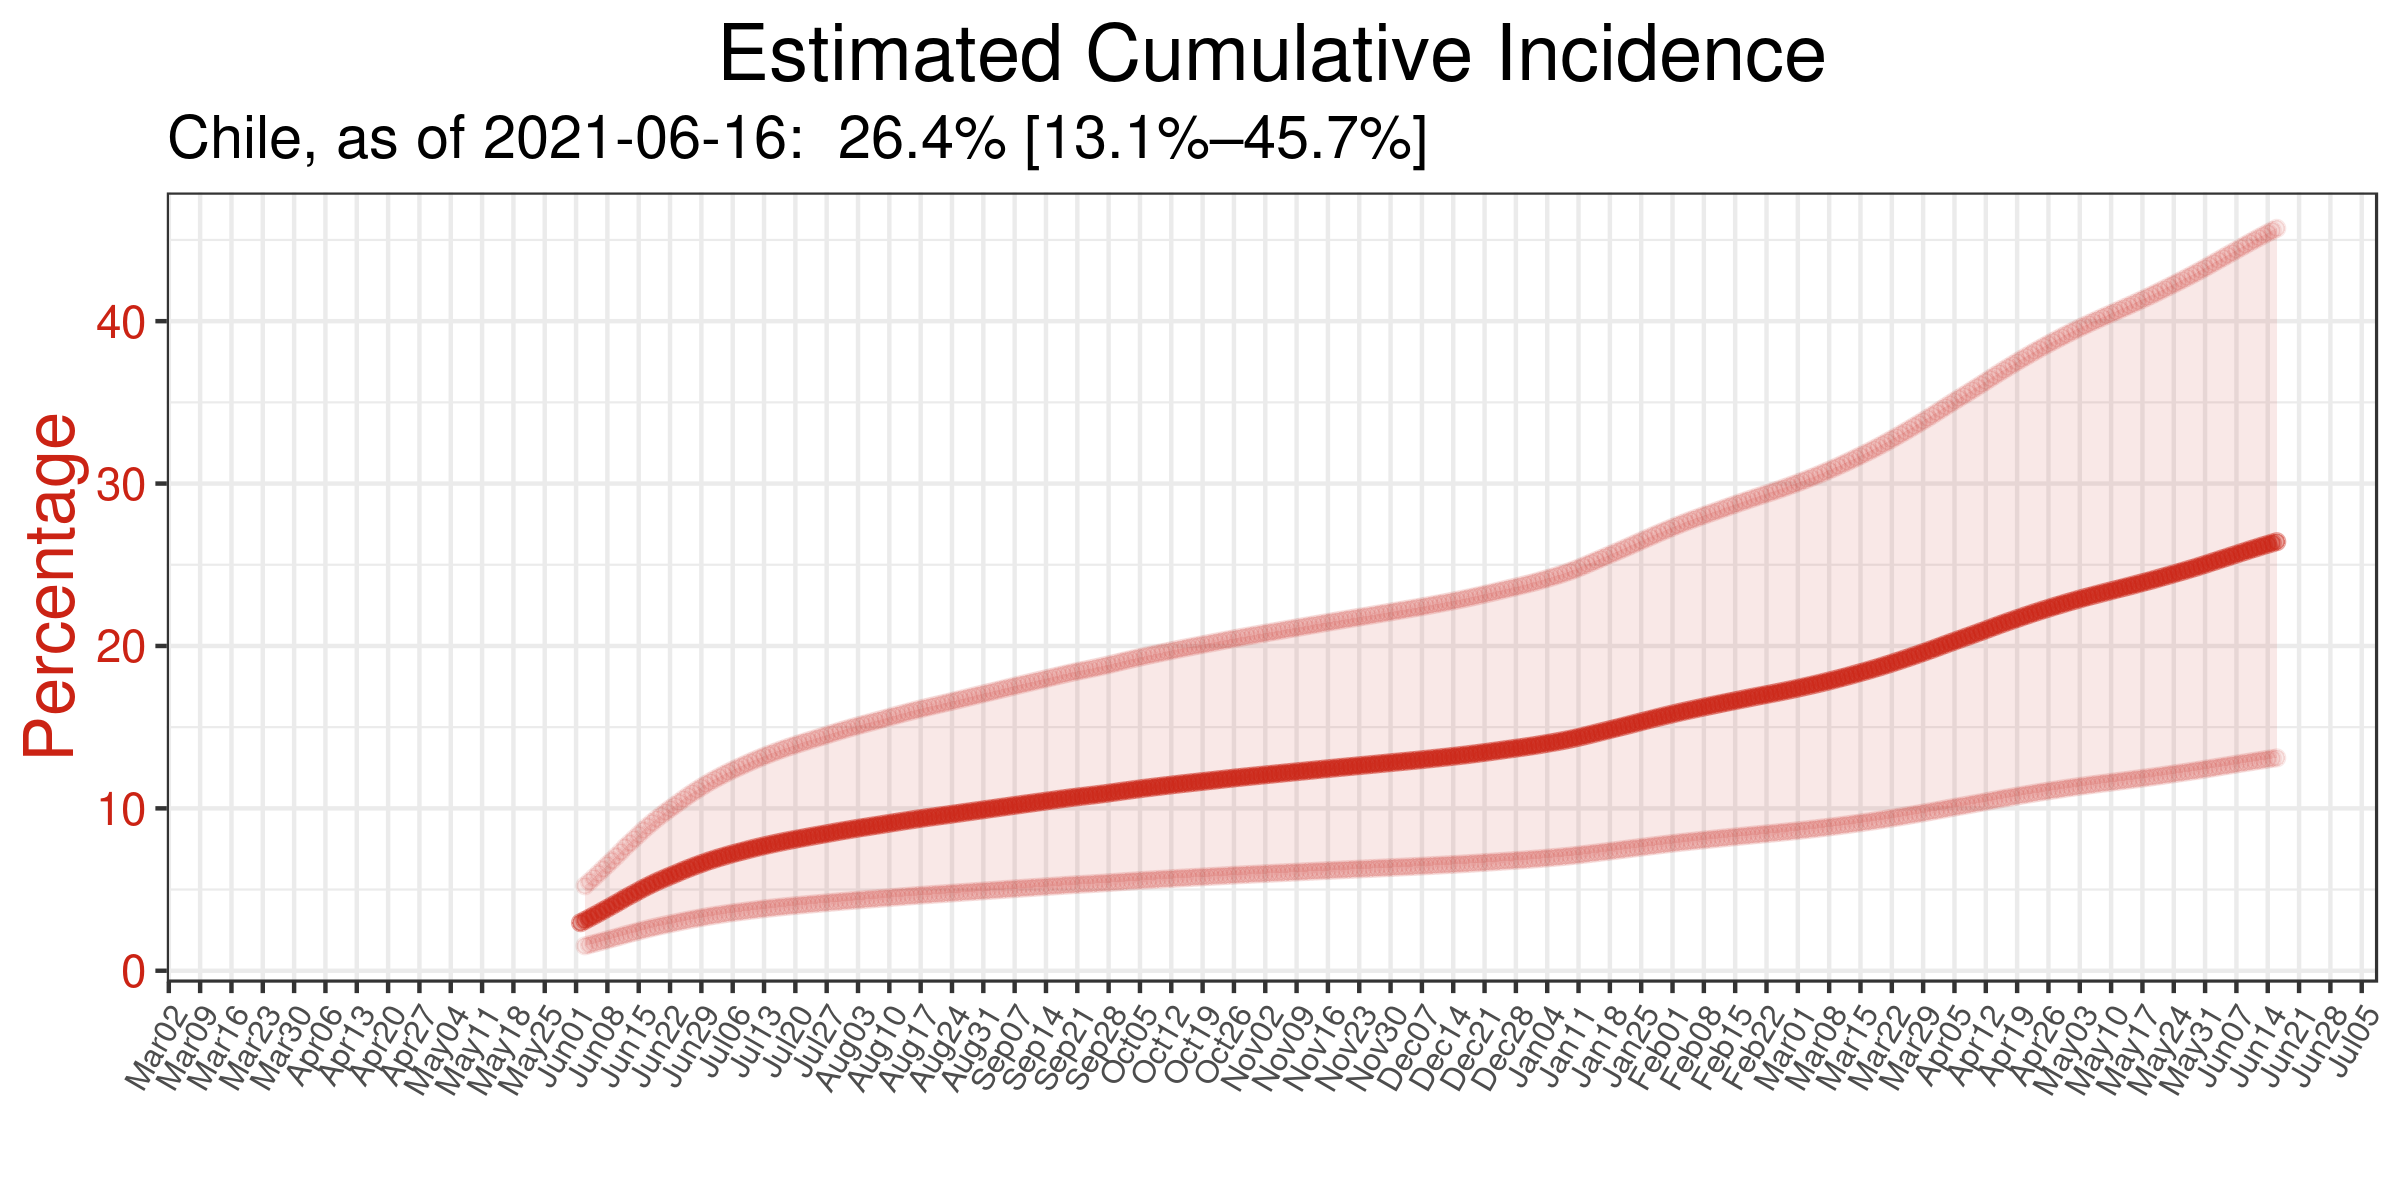 Estimated Cumulative Incidence
Chile, as of 2021-06-16:  26.4% [13.1%–45.7%]
Percentage
40
30
20
10
0
Mar02
Mar09
Mar16
Mar23
Mar30
Apr06
Apr13
Apr20
Apr27
May04
May11
May18
May25
Jun01
Jun08
Jun15
Jun22
Jun29
Jul06
Jul13
Jul20
Jul27
Aug03
Aug10
Aug17
Aug24
Aug31
Sep07
Sep14
Sep21
Sep28
Oct05
Oct12
Oct19
Oct26
Nov02
Nov09
Nov16
Nov23
Nov30
Dec07
Dec14
Dec21
Dec28
Jan04
Jan11
Jan18
Jan25
Feb01
Feb08
Feb15
Feb22
Mar01
Mar08
Mar15
Mar22
Mar29
Apr05
Apr12
Apr19
Apr26
May03
May10
May17
May24
May31
Jun07
Jun14
Jun21
Jun28
Jul05